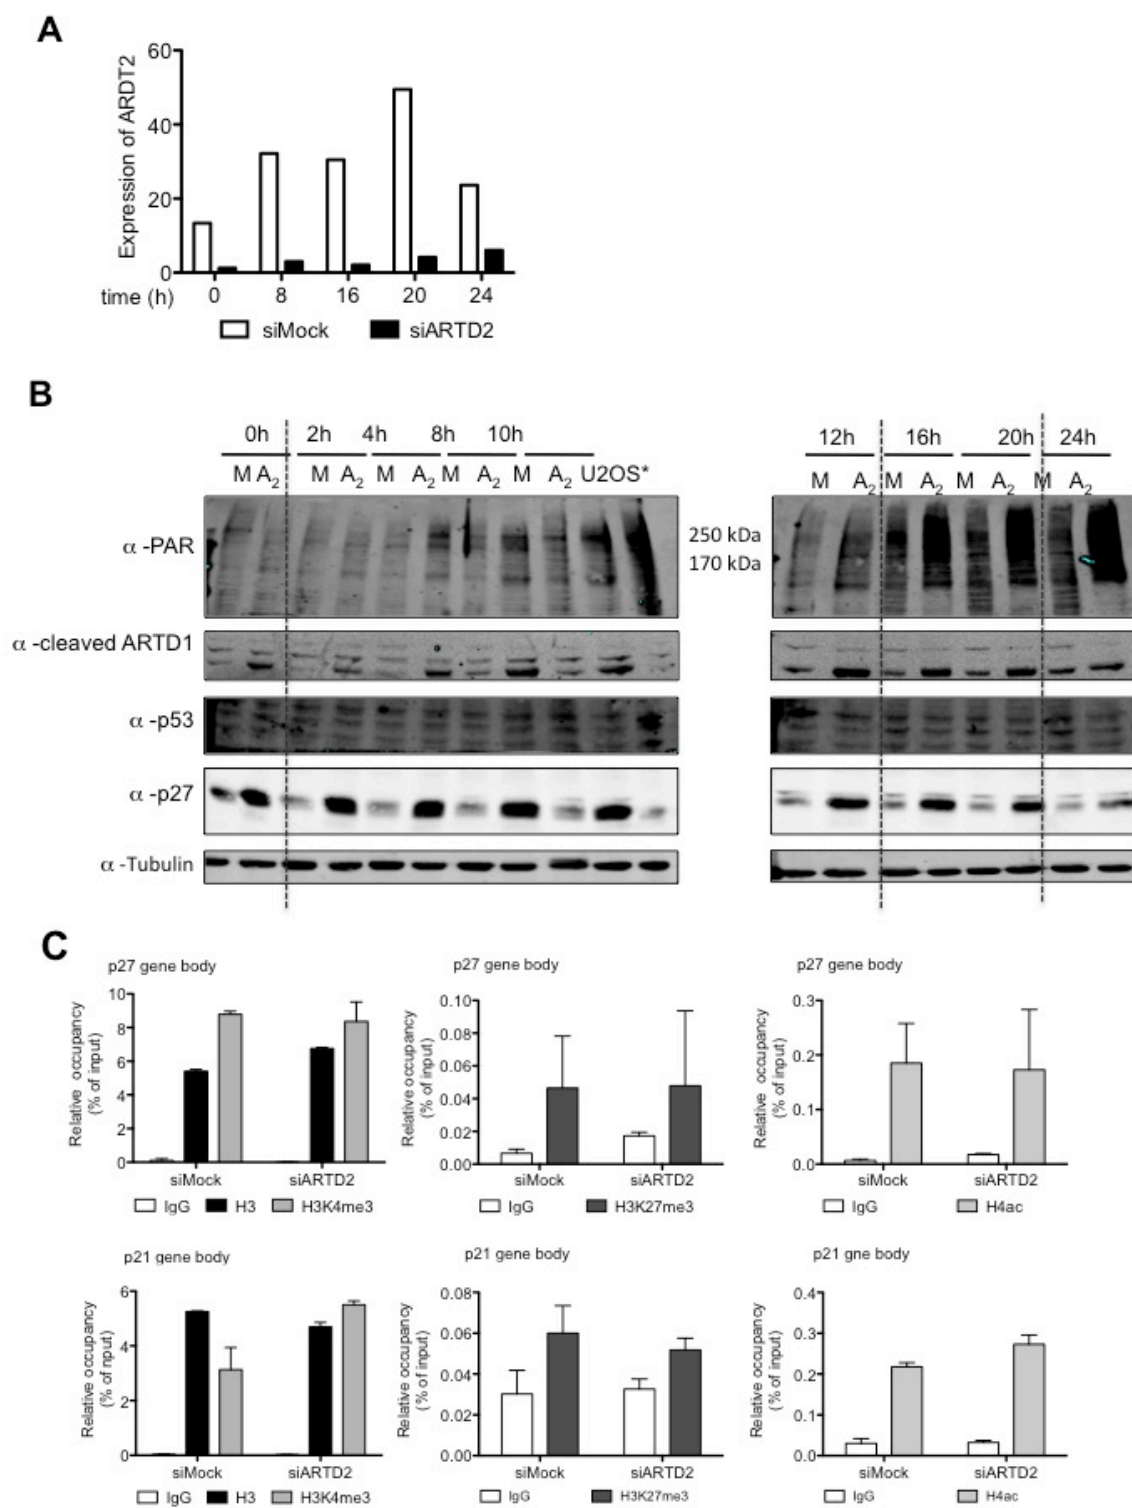 A
Expression of ARDT2
60
40
20
0
time (h) 0 8 16 20 24
siMock siARTD2
B
0h 2h 4h 8h 10h
M A2 M A2 M A2 M A2 M A2 U2OS*
12h 16h 20h 24h
M A2 M A2 M A2 M A2
α -PAR
250 kDa
170 kDa
α -cleaved ARTD1
α -p53
α -p27
α -Tubulin
C
p27 gene body
Relative occupancy
(% of input)
10
8
6
4
2
0
siMock siARTD2
IgG H3 H3K4me3
p27 gene body
Relative occupancy
(% of input)
0.10
0.08
0.06
0.04
0.02
0.00
siMock siARTD2
IgG H3K27me3
p27 gene body
Relative occupancy
(% of input)
0.3
0.2
0.1
0.0
siMock siARTD2
IgG H4ac
p21 gene body
Relative occupancy
(% of nput)
6
4
2
0
siMock siARTD2
IgG H3 H3K4me3
p21 gene body
Relative occupancy
(% of input)
0.08
0.06
0.04
0.02
0.00
siMock siARTD2
IgG H3K27me3
p21 gne body
Relative occupancy
(% of input)
0.4
0.3
0.2
0.1
0.0
siMock siARTD2
IgG H4ac